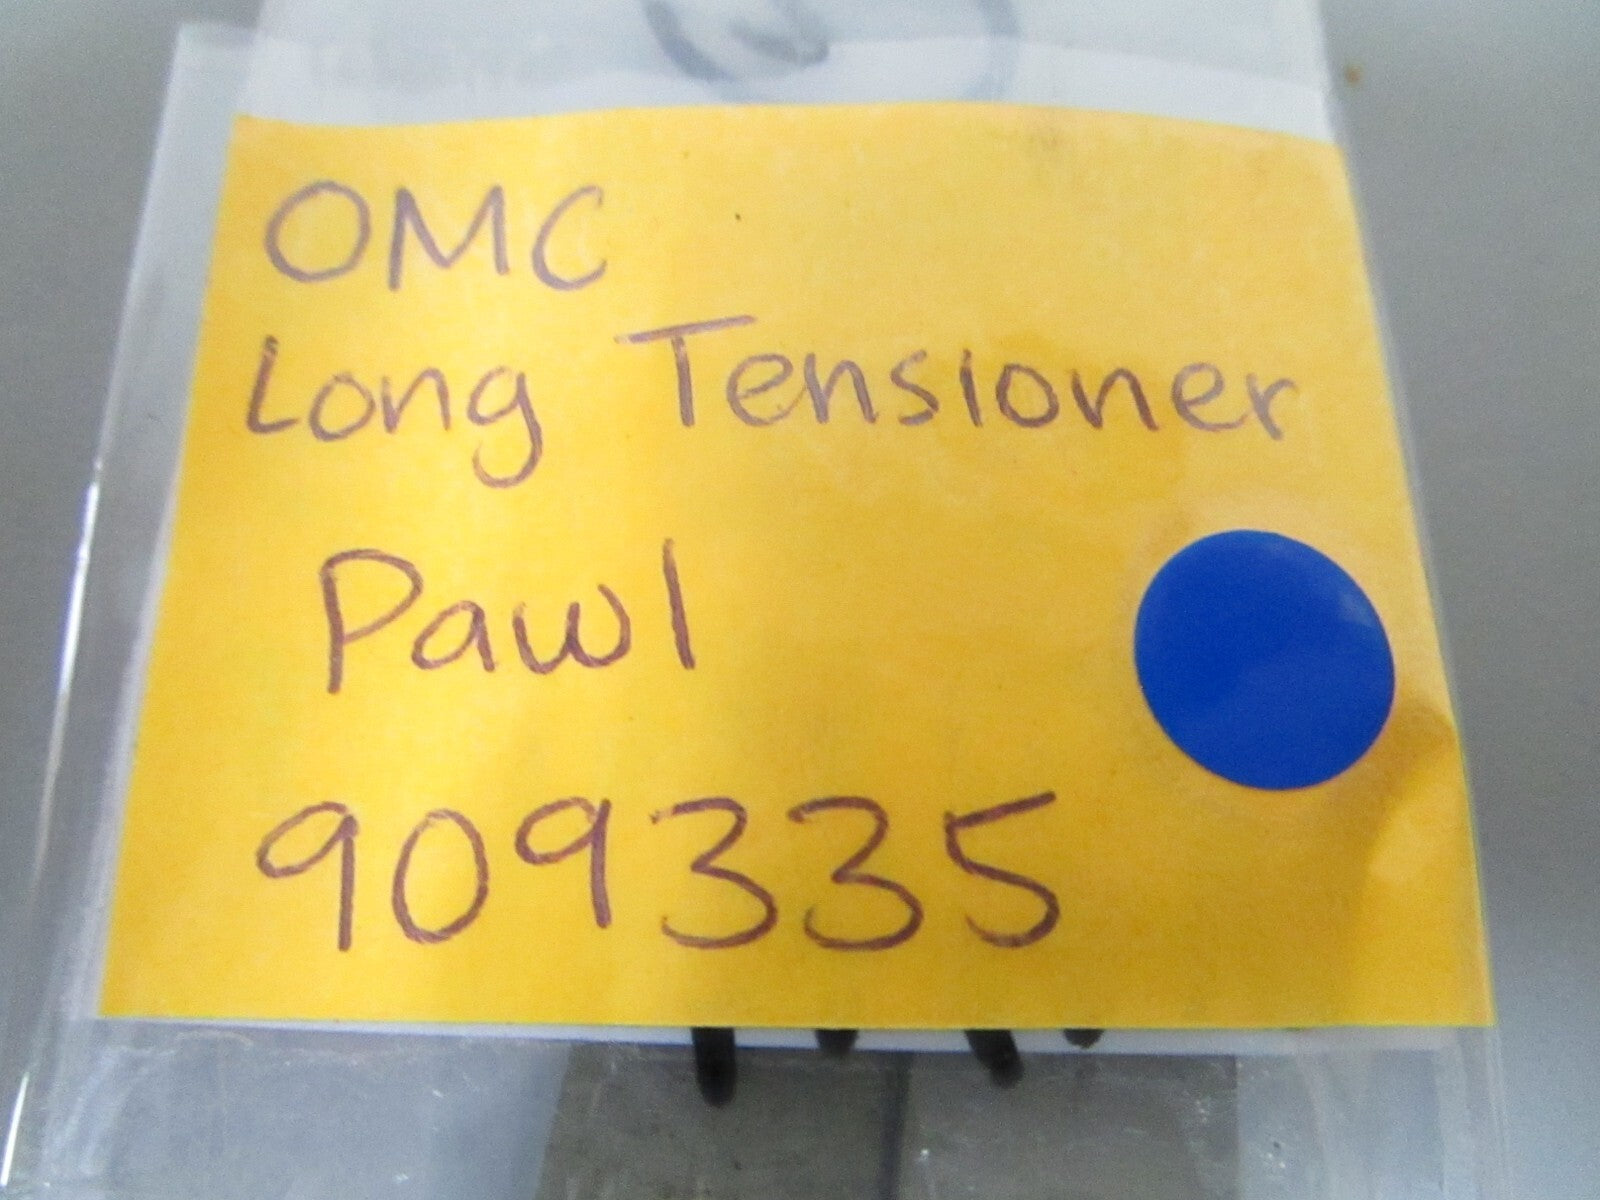 OMC
Long Tensioner
Pawl
909335